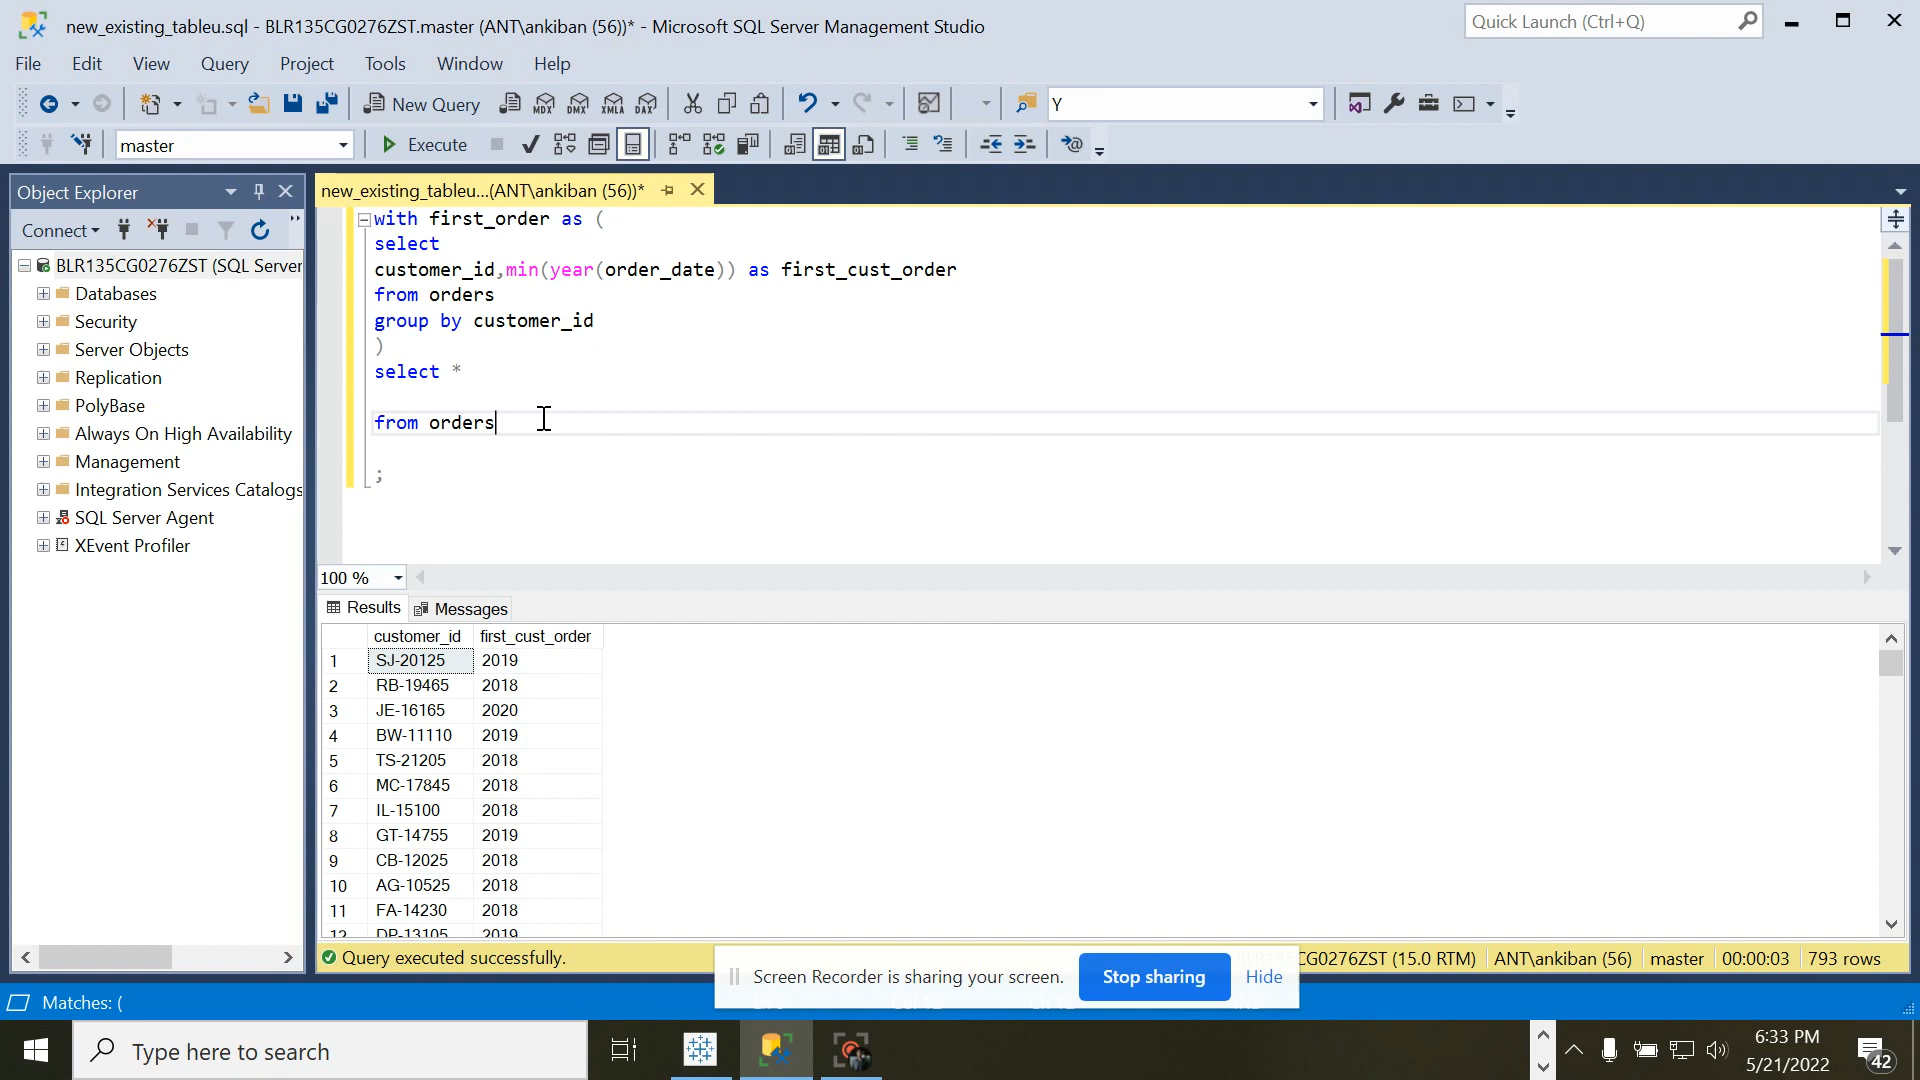 new_existing_tableu.sql - BLR135CG0276ZST.master (ANT\ankiban (56))* - Microsoft SQL Server Management Studio
Quick Launch (Ctrl+Q)
File Edit View Query Project Tools Window Help
New Query
MDX DMX XMLA DAX
Y
master
Execute
Object Explorer
new_existing_tableu...(ANT\ankiban (56))*
Connect
BLR135CG0276ZST (SQL Server
Databases
Security
Server Objects
Replication
PolyBase
Always On High Availability
Management
Integration Services Catalogs
SQL Server Agent
XEvent Profiler
with first_order as (
select
customer_id,min(year(order_date)) as first_cust_order
from orders
group by customer_id
)
select *
from orders
;
100 %
Results Messages
customer_id first_cust_order
1 SJ-20125 2019
2 RB-19465 2018
3 JE-16165 2020
4 BW-11110 2019
5 TS-21205 2018
6 MC-17845 2018
7 IL-15100 2018
8 GT-14755 2019
9 CB-12025 2018
10 AG-10525 2018
11 FA-14230 2018
12 DP-13105 2019
Query executed successfully.
CG0276ZST (15.0 RTM) ANT\ankiban (56) master 00:00:03 793 rows
Screen Recorder is sharing your screen. Stop sharing Hide
Matches: (
Type here to search
6:33 PM
5/21/2022
42